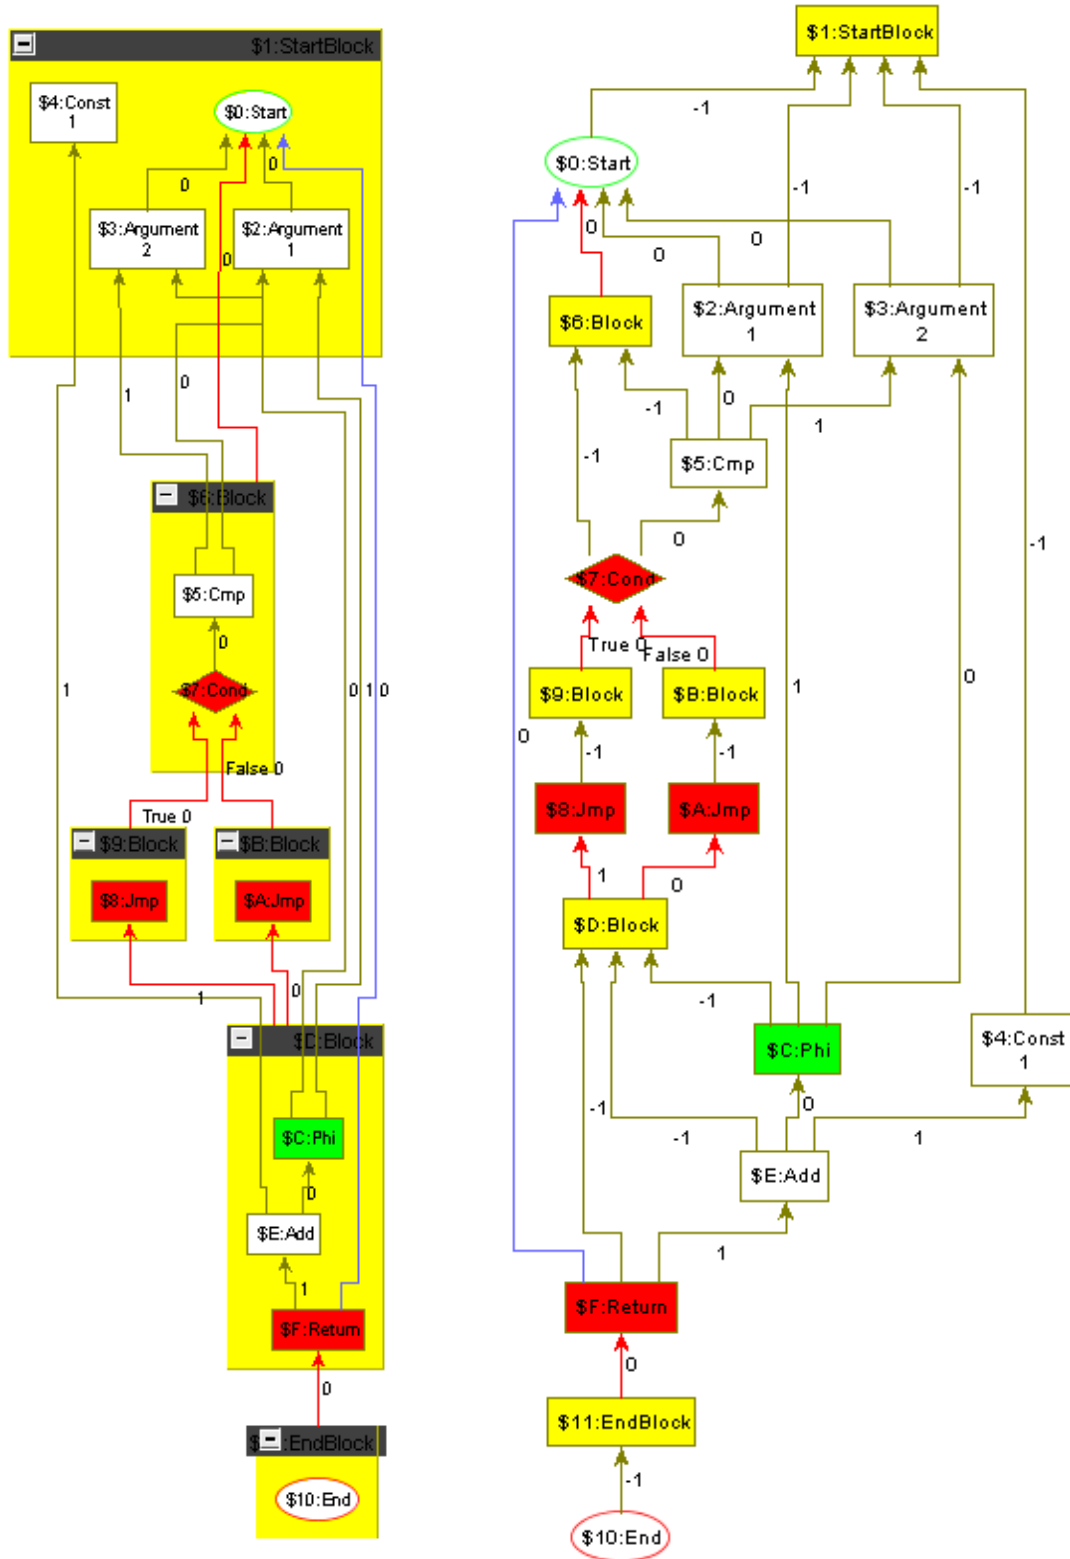 $1:StartBlock
$4:Const
1
$0:Start
0
0
$3:Argument
2
$2:Argument
1
0
1
0
$6:Block
$5:Cmp
0
1
0
1
0
$7:Cond
False 0
True 0
$9:Block
$B:Block
$8:Jmp
$A:Jmp
1
0
$D:Block
$C:Phi
0
$E:Add
1
$F:Return
0
:EndBlock
$10:End
$1:StartBlock
-1
$0:Start
-1
-1
0
0
0
$6:Block
$2:Argument
1
$3:Argument
2
-1
0
1
-1
$5:Cmp
0
-1
$7:Cond
True 0
False 0
$9:Block
$B:Block
1
0
0
-1
-1
$8:Jmp
$A:Jmp
1
0
$D:Block
-1
$C:Phi
$4:Const
1
-1
0
-1
1
$E:Add
1
$F:Return
0
$11:EndBlock
-1
$10:End